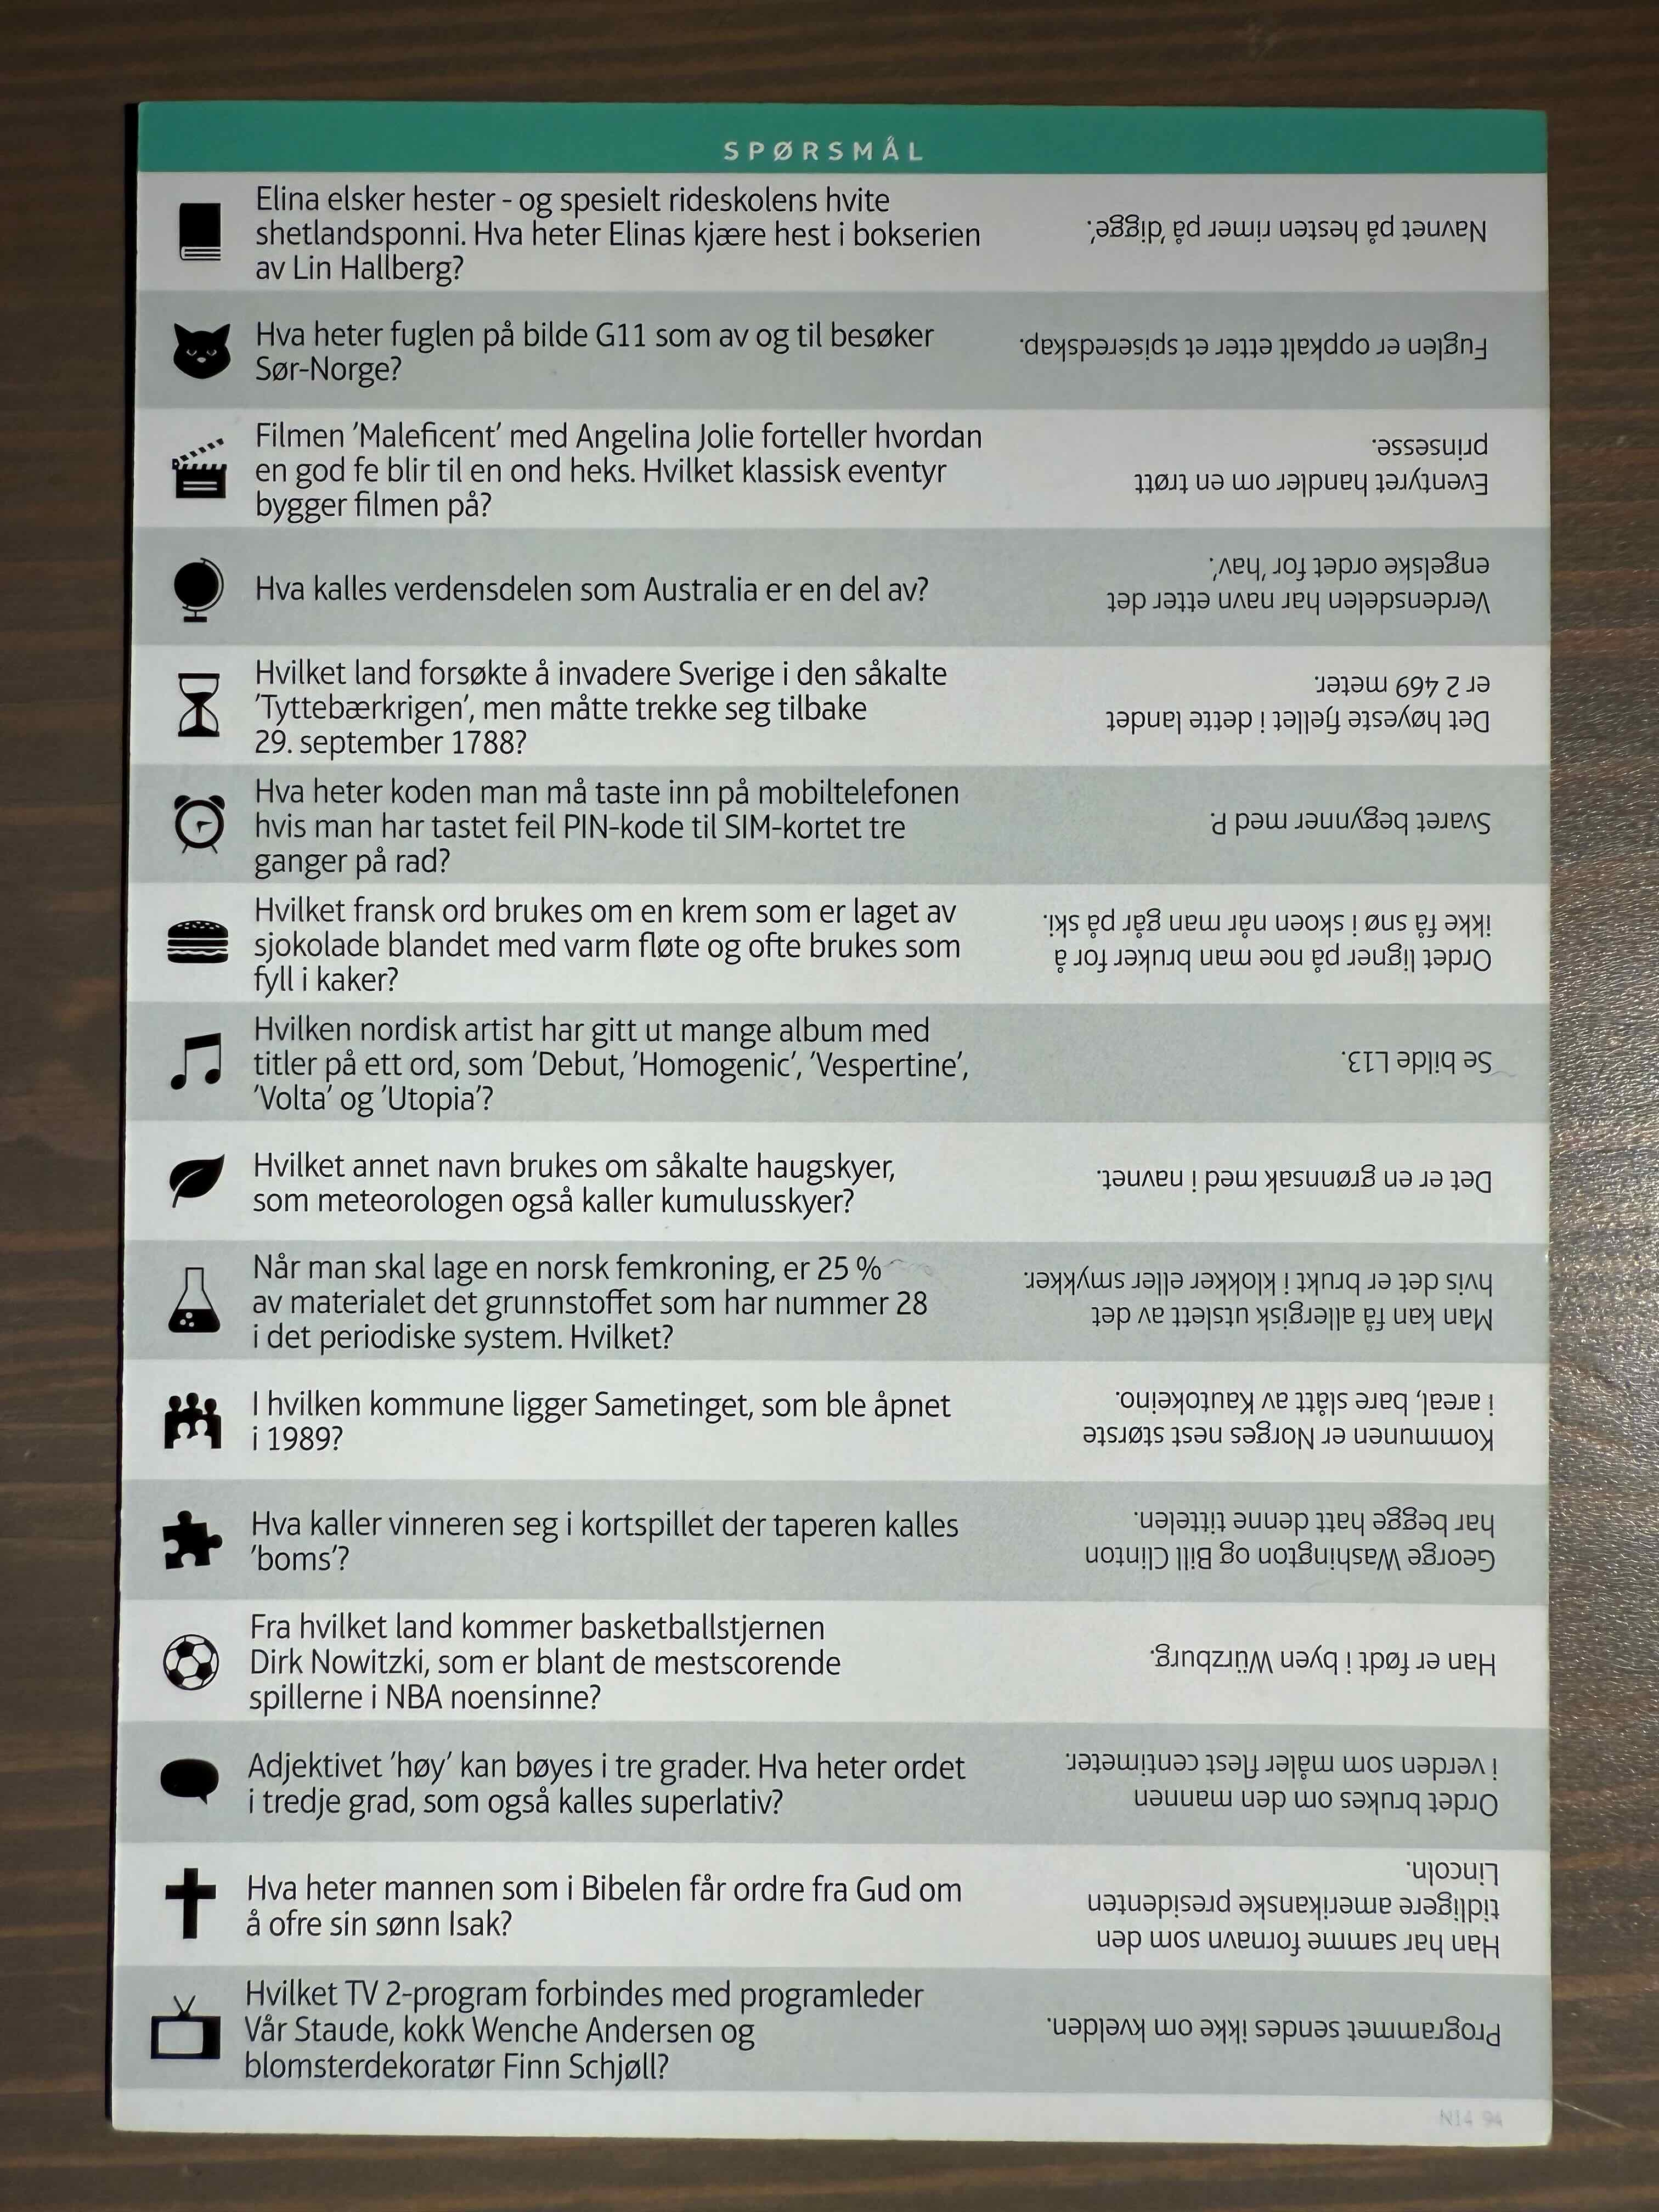 SPØRSMÅL
Elina elsker hester - og spesielt rideskolens hvite
shetlandsponni. Hva heter Elinas kjære hest i bokserien
av Lin Hallberg?
Navnet på hesten rimer på 'digge'.
Hva heter fuglen på bilde G11 som av og til besøker
Sør-Norge?
Fuglen er oppkalt etter et spiseredskap.
Filmen 'Maleficent' med Angelina Jolie forteller hvordan
en god fe blir til en ond heks. Hvilket klassisk eventyr
bygger filmen på?
Eventyret handler om en trøtt
prinsesse.
Hva kalles verdensdelen som Australia er en del av?
Verdensdelen har navn etter det
engelske ordet for 'hav'.
Hvilket land forsøkte å invadere Sverige i den såkalte
'Tyttebærkrigen', men måtte trekke seg tilbake
29. september 1788?
Det høyeste fjellet i dette landet
er 2 469 meter.
Hva heter koden man må taste inn på mobiltelefonen
hvis man har tastet feil PIN-kode til SIM-kortet tre
ganger på rad?
Svaret begynner med P.
Hvilket fransk ord brukes om en krem som er laget av
sjokolade blandet med varm fløte og ofte brukes som
fyll i kaker?
Ordet ligner på noe man bruker for å
ikke få snø i skoen når man går på ski.
Hvilken nordisk artist har gitt ut mange album med
titler på ett ord, som 'Debut, 'Homogenic', 'Vespertine',
'Volta' og 'Utopia'?
Se bilde L13.
Hvilket annet navn brukes om såkalte haugskyer,
som meteorologen også kaller kumulusskyer?
Det er en grønnsak med i navnet.
Når man skal lage en norsk femkroning, er 25 %
av materialet det grunnstoffet som har nummer 28
i det periodiske system. Hvilket?
Man kan få allergisk utslett av det
hvis det er brukt i klokker eller smykker.
I hvilken kommune ligger Sametinget, som ble åpnet
i 1989?
Kommunen er Norges nest største
i areal, bare slått av Kautokeino.
Hva kaller vinneren seg i kortspillet der taperen kalles
'boms'?
George Washington og Bill Clinton
har begge hatt denne tittelen.
Fra hvilket land kommer basketballstjernen
Dirk Nowitzki, som er blant de mestscorende
spillerne i NBA noensinne?
Han er født i byen Würzburg.
Adjektivet 'høy' kan bøyes i tre grader. Hva heter ordet
i tredje grad, som også kalles superlativ?
Ordet brukes om den mannen
i verden som måler flest centimeter.
Hva heter mannen som i Bibelen får ordre fra Gud om
å ofre sin sønn Isak?
Han har samme fornavn som den
tidligere amerikanske presidenten
Lincoln.
Hvilket TV 2-program forbindes med programleder
Vår Staude, kokk Wenche Andersen og
blomsterdekoratør Finn Schjøll?
Programmet sendes ikke om kvelden.
N14 94